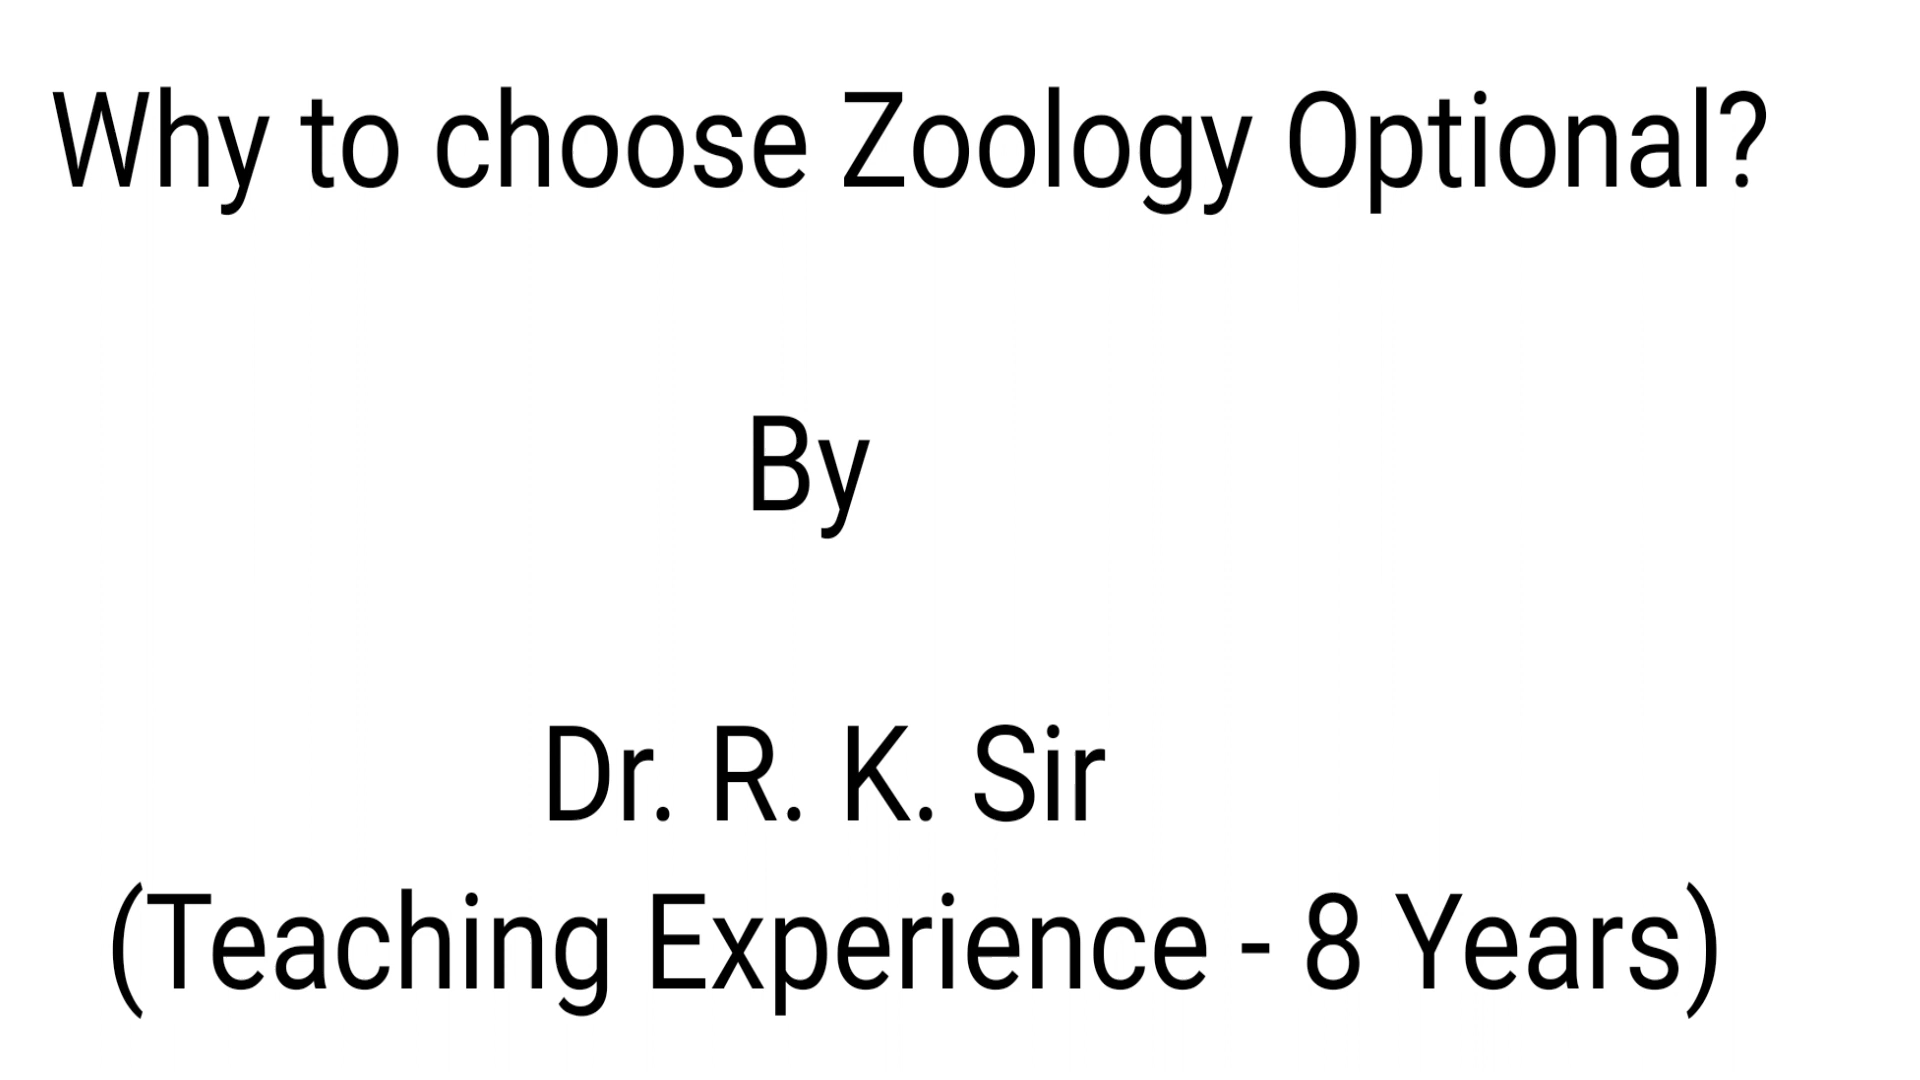 Why to choose Zoology Optional?
By
Dr. R. K. Sir
(Teaching Experience - 8 Years)